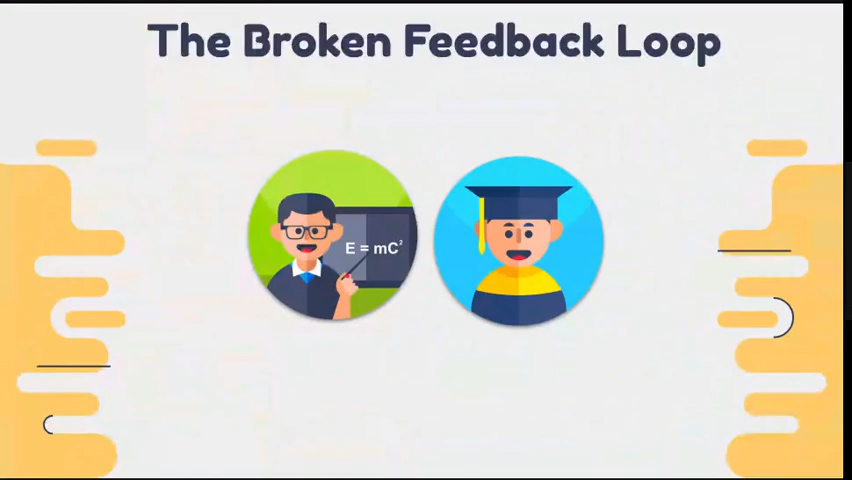 The Broken Feedback Loop
E = mC²